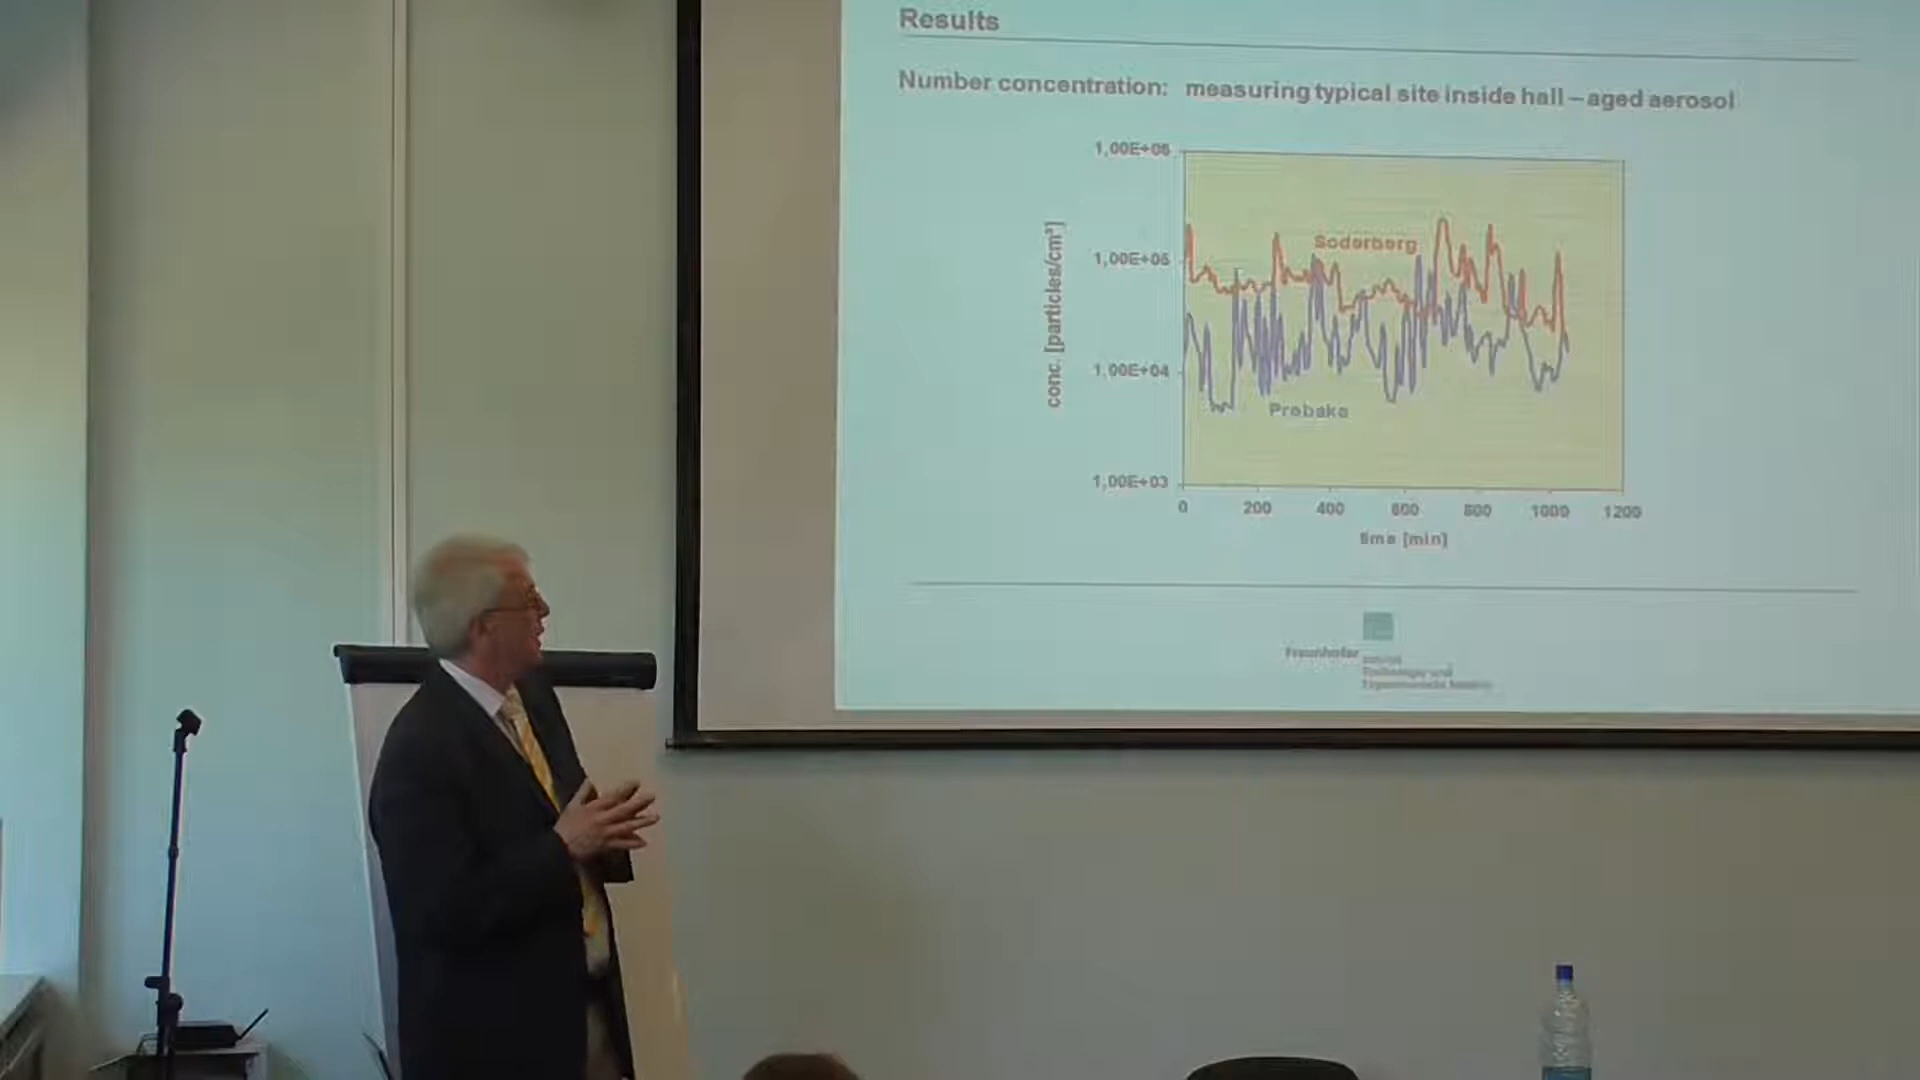 Results
Number concentration: measuring typical site inside hall – aged aerosol
1,00E+06
1,00E+05
1,00E+04
1,00E+03
conc. [particles/cm³]
Soderberg
Prebake
0 200 400 600 800 1000 1200
time [min]
Fraunhofer